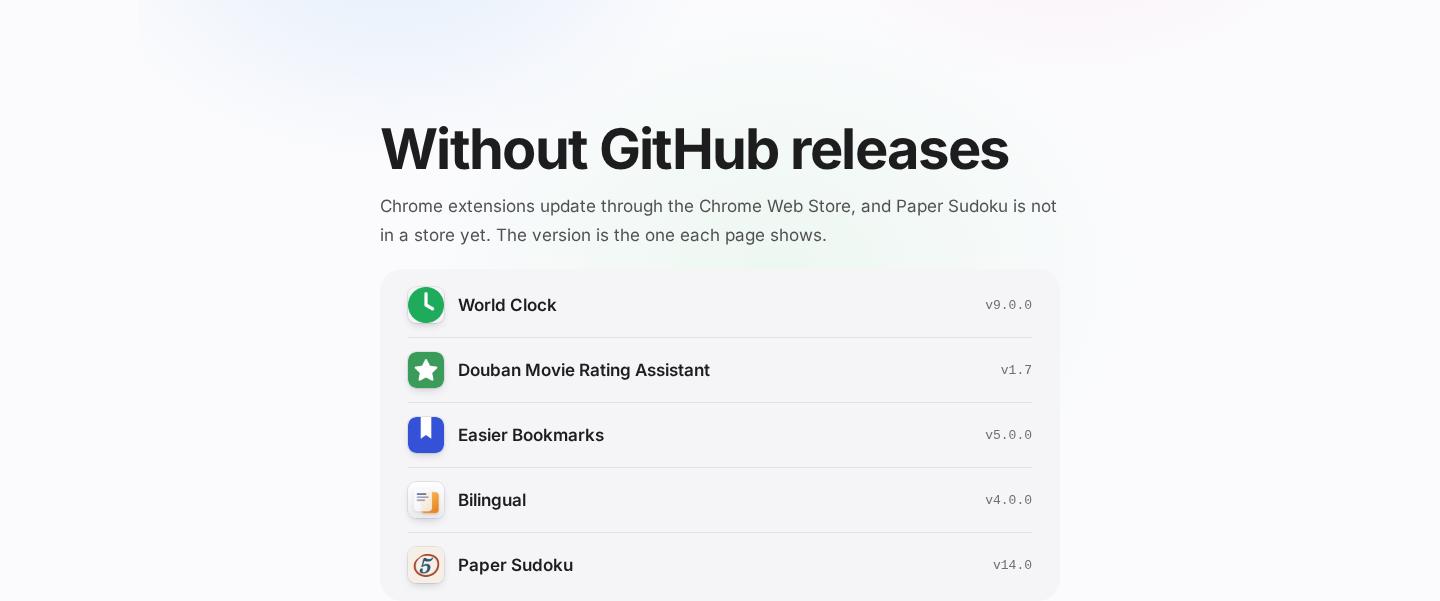 Without GitHub releases
Chrome extensions update through the Chrome Web Store, and Paper Sudoku is not
in a store yet. The version is the one each page shows.
World Clock v9.0.0
Douban Movie Rating Assistant v1.7
Easier Bookmarks v5.0.0
Bilingual v4.0.0
5 Paper Sudoku v14.0